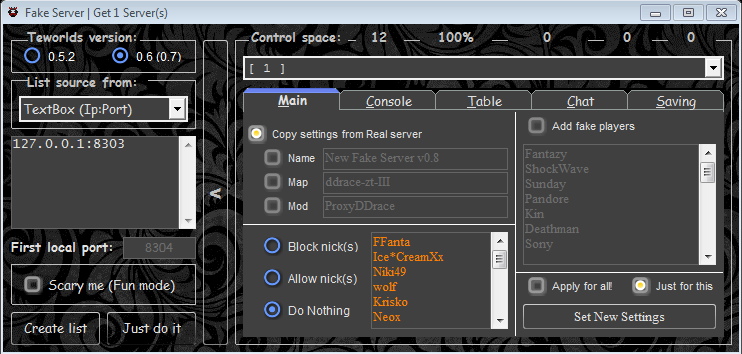 Fake Server | Get 1 Server(s)
Teworlds version:
0.5.2
0.6 (0.7)
List source from:
TextBox (Ip:Port)
127.0.0.1:8303
First local port:
8304
Scary me (Fun mode)
Create list
Just do it
<
Control space:
12
100%
0
0
0
[ 1 ]
Main
Console
Table
Chat
Saving
Copy settings from Real server
Name
New Fake Server v0.8
Map
ddrace-zt-III
Mod
ProxyDDrace
Block nick(s)
Allow nick(s)
Do Nothing
FFanta
Ice*CreamXx
Niki49
wolf
Krisko
Neox
Add fake players
Fantazy
ShockWave
Sunday
Pandore
Kin
Deathman
Sony
Apply for all!
Just for this
Set New Settings